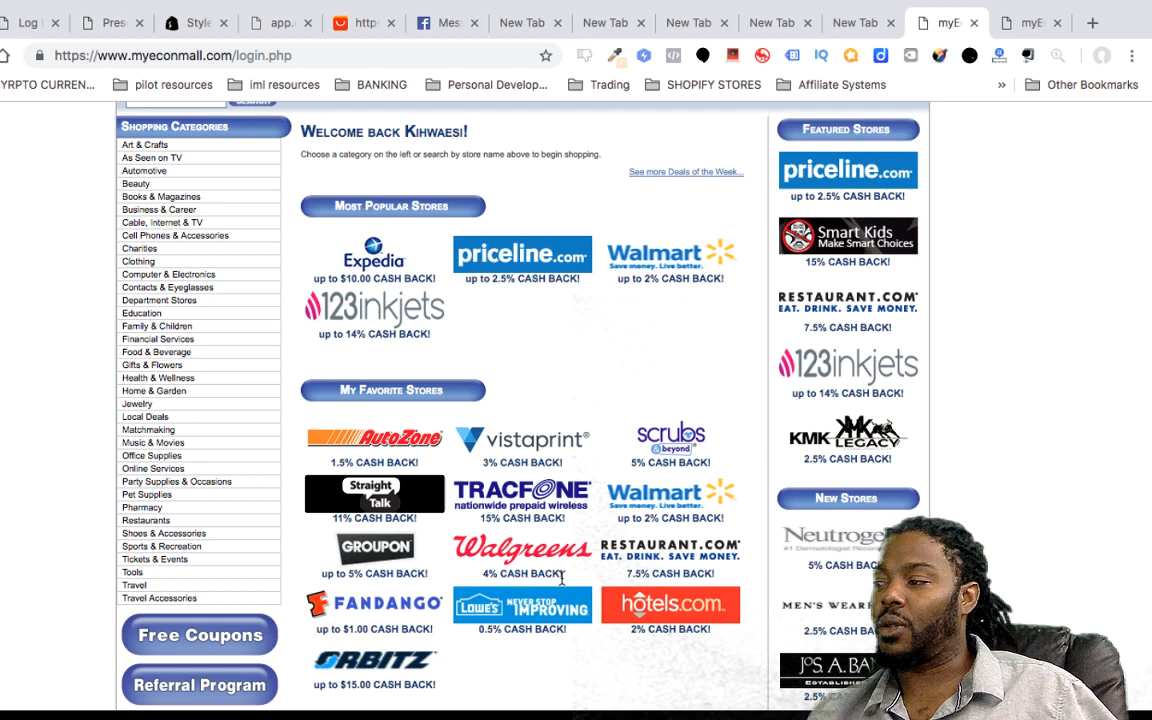 Log
Pres
Style
app.
https
Mes
New Tab
New Tab
New Tab
New Tab
New Tab
myE
myE
https://www.myeconmall.com/login.php
YRPTO CURREN...
pilot resources
iml resources
BANKING
Personal Develop...
Trading
SHOPIFY STORES
Affiliate Systems
»
Other Bookmarks
SEARCH
SHOPPING CATEGORIES
Art & Crafts
As Seen on TV
Automotive
Beauty
Books & Magazines
Business & Career
Cable, Internet & TV
Cell Phones & Accessories
Charities
Clothing
Computer & Electronics
Contacts & Eyeglasses
Department Stores
Education
Family & Children
Financial Services
Food & Beverage
Gifts & Flowers
Health & Wellness
Home & Garden
Jewelry
Local Deals
Matchmaking
Music & Movies
Office Supplies
Online Services
Party Supplies & Occasions
Pet Supplies
Pharmacy
Restaurants
Shoes & Accessories
Sports & Recreation
Tickets & Events
Tools
Travel
Travel Accessories
Free Coupons
Referral Program
WELCOME BACK KIHWAESI!
Choose a category on the left or search by store name above to begin shopping.
See more Deals of the Week...
MOST POPULAR STORES
Expedia
up to $10.00 CASH BACK!
priceline.com
up to 2.5% CASH BACK!
Walmart
Save money. Live better.
up to 2% CASH BACK!
123inkjets
up to 14% CASH BACK!
MY FAVORITE STORES
AutoZone
1.5% CASH BACK!
vistaprint
3% CASH BACK!
scrubs
& beyond
5% CASH BACK!
Straight
Talk
11% CASH BACK!
TRACFONE
nationwide prepaid wireless
15% CASH BACK!
Walmart
Save money. Live better.
up to 2% CASH BACK!
GROUPON
up to 5% CASH BACK!
Walgreens
4% CASH BACK!
RESTAURANT.COM
EAT. DRINK. SAVE MONEY.
7.5% CASH BACK!
FANDANGO
up to $1.00 CASH BACK!
LOWE'S NEVER STOP
IMPROVING
0.5% CASH BACK!
hotels.com
2% CASH BACK!
ORBITZ
up to $15.00 CASH BACK!
FEATURED STORES
priceline.com
up to 2.5% CASH BACK!
Smart Kids
Make Smart Choices
15% CASH BACK!
RESTAURANT.COM
EAT. DRINK. SAVE MONEY.
7.5% CASH BACK!
123inkjets
up to 14% CASH BACK!
KMK
LEGACY
2.5% CASH BACK!
NEW STORES
Neutroge
#1 Dermatologist
5% CASH
MEN'S WEAR
2.5% CASH BA
JOS. A. BA
ESTABLISHED
2.5%